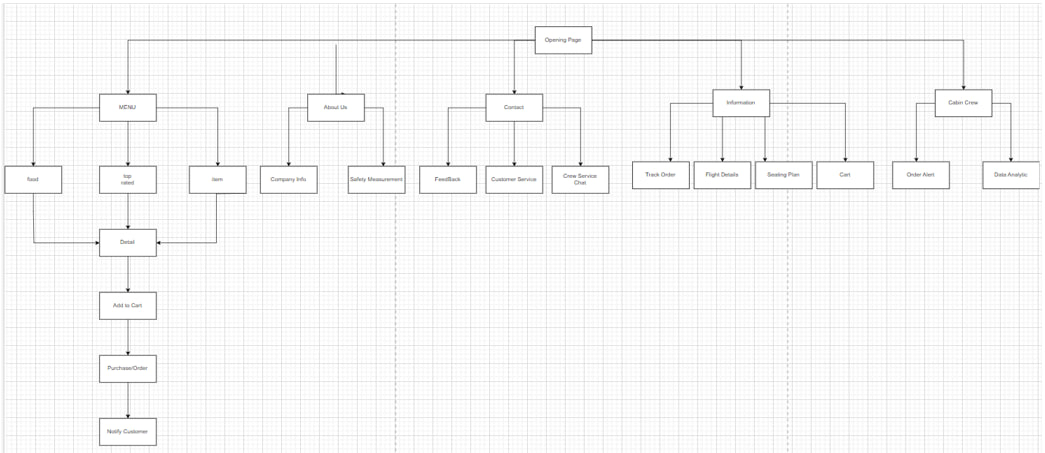 Opening Page
MENU
About Us
Contact
Information
Cabin Crew
food
top
rated
item
Company Info
Safety Measurement
FeedBack
Customer Service
Crew Service
Chat
Track Order
Flight Details
Seating Plan
Cart
Order Alert
Data Analytic
Detail
Add to Cart
Purchase/Order
Notify Customer